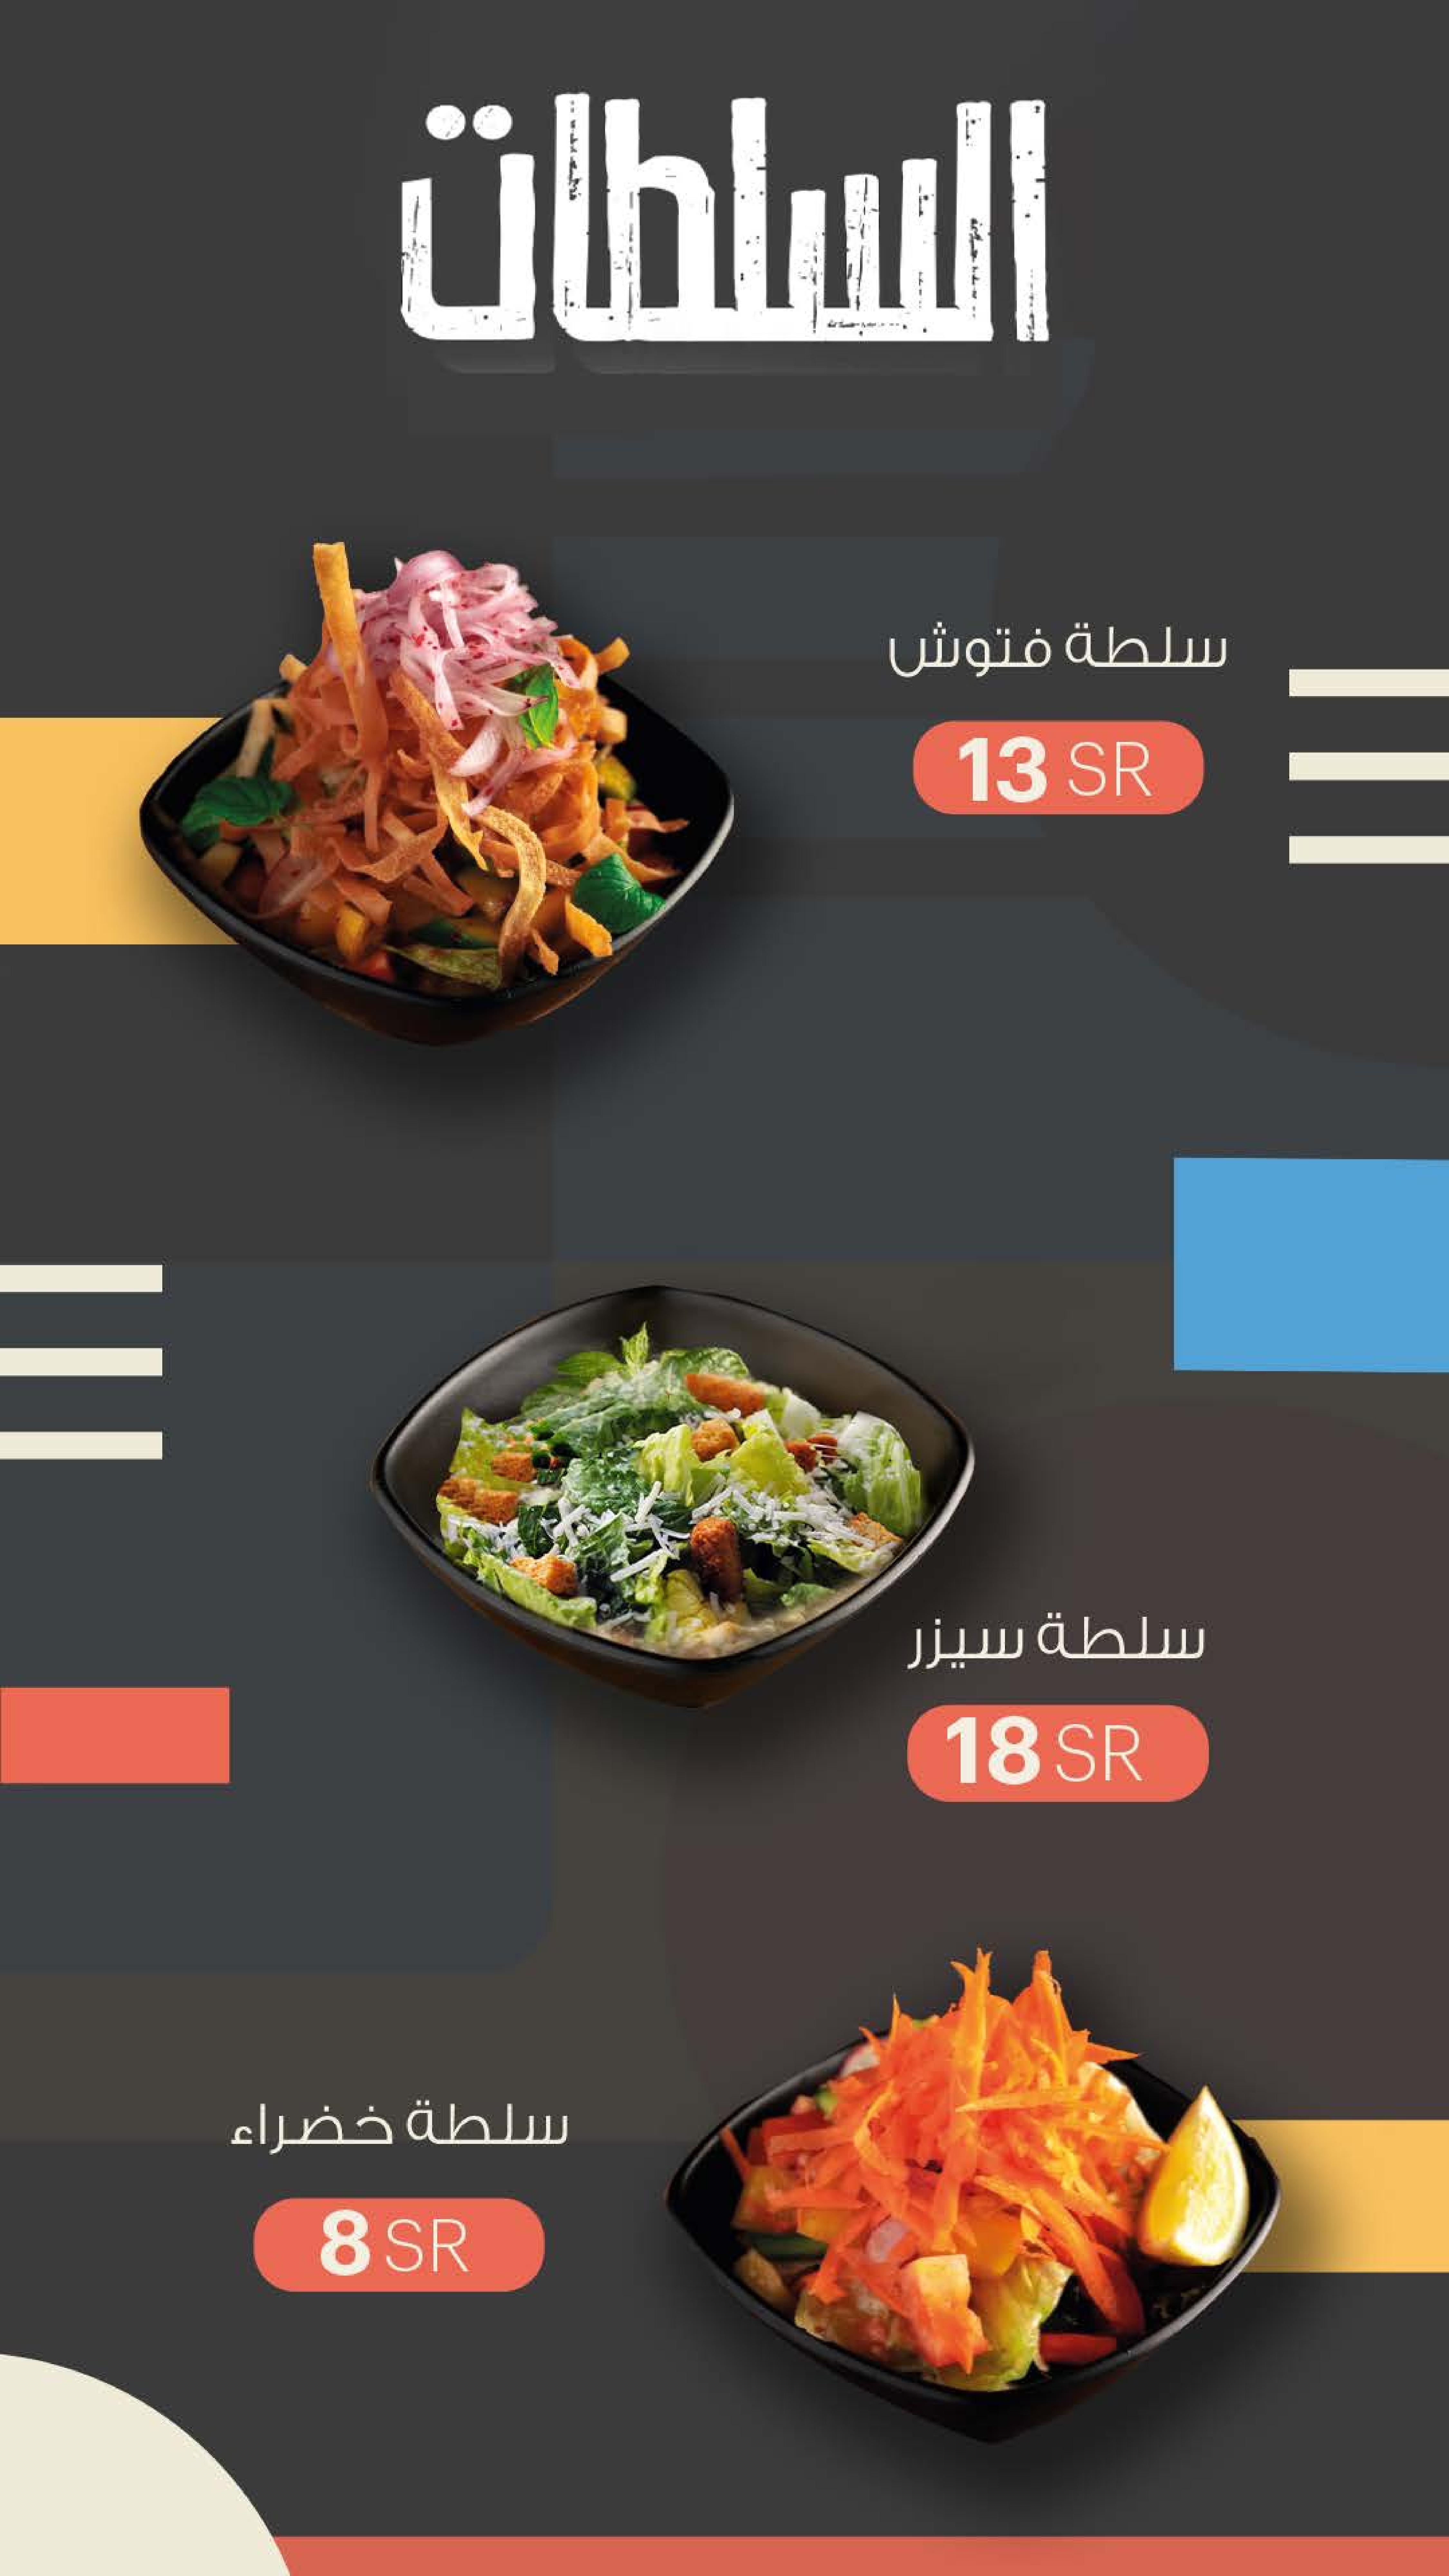 السلطات
سلطة فتوش
13 SR
سلطة سيزر
18 SR
سلطة خضراء
8 SR